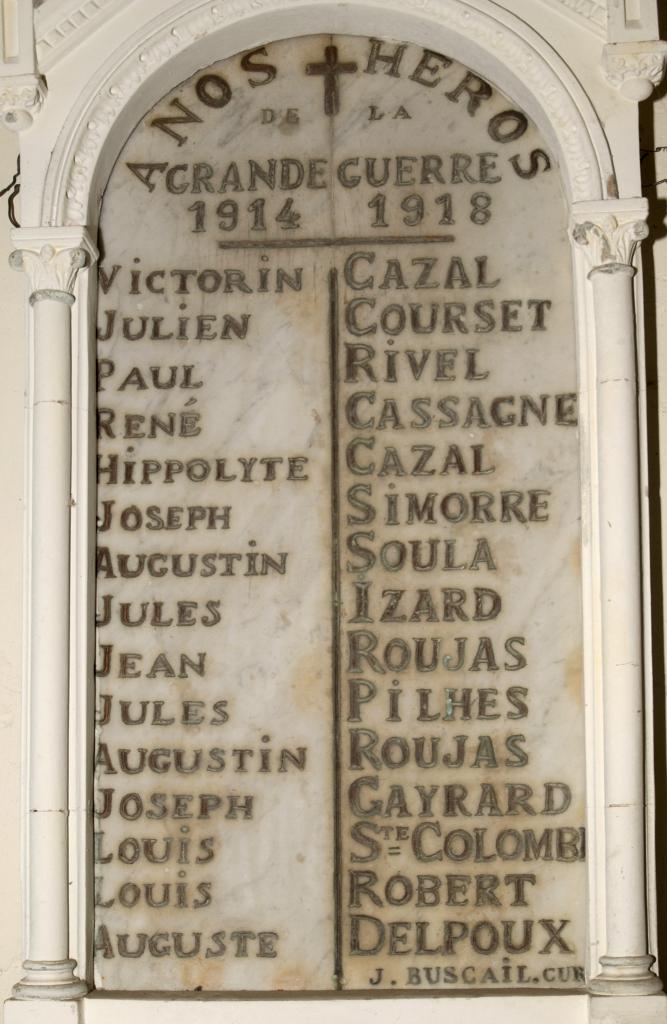 A NOS HEROS
DE LA
GRANDE GUERRE
1914 1918
VICTORIN CAZAL
JULIEN COURSET
PAUL RIVEL
RENÉ CASSAGNE
HIPPOLYTE CAZAL
JOSEPH SIMORRE
AUGUSTIN SOULA
JULES IZARD
JEAN ROUJAS
JULES PILHES
AUGUSTIN ROUJAS
JOSEPH GAYRARD
LOUIS STE=COLOMB
LOUIS ROBERT
AUGUSTE DELPOUX
J. BUSCAIL. CUR